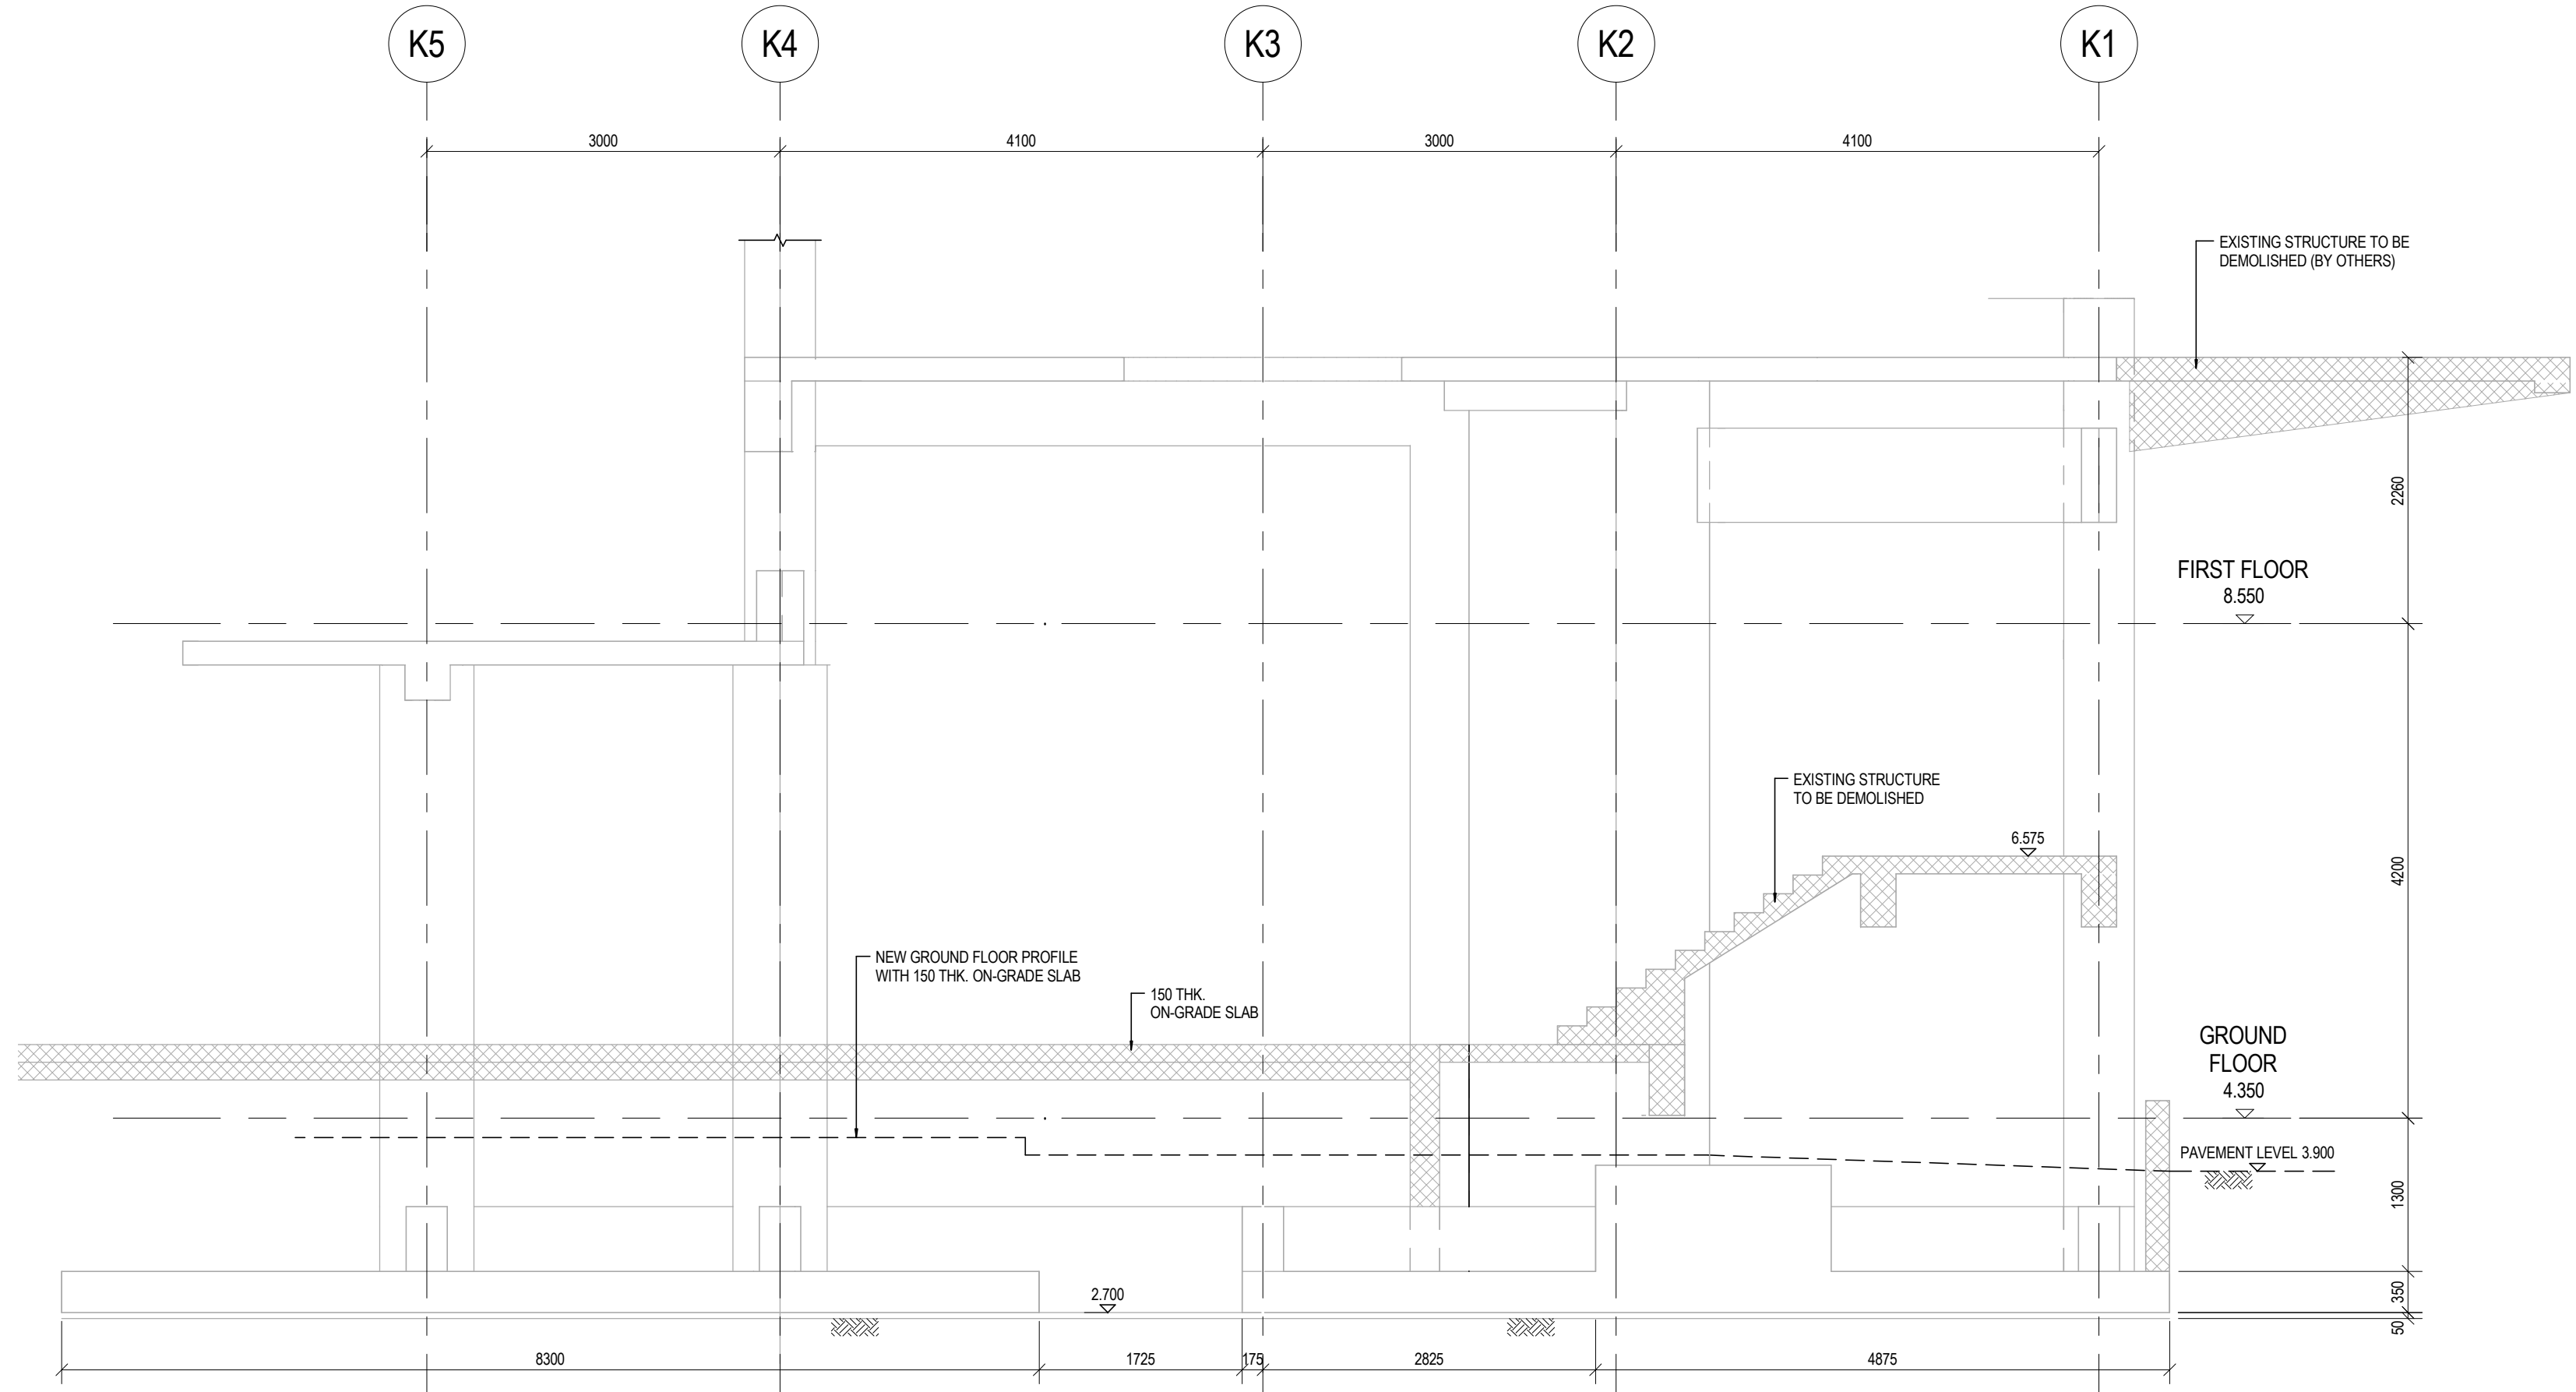 K5
K4
K3
K2
K1
3000
4100
3000
4100
EXISTING STRUCTURE TO BE
DEMOLISHED (BY OTHERS)
2260
FIRST FLOOR
8.550
EXISTING STRUCTURE
TO BE DEMOLISHED
6.575
4200
NEW GROUND FLOOR PROFILE
WITH 150 THK. ON-GRADE SLAB
150 THK.
ON-GRADE SLAB
GROUND
FLOOR
4.350
PAVEMENT LEVEL 3.900
1300
2.700
350
50
8300
1725
175
2825
4875